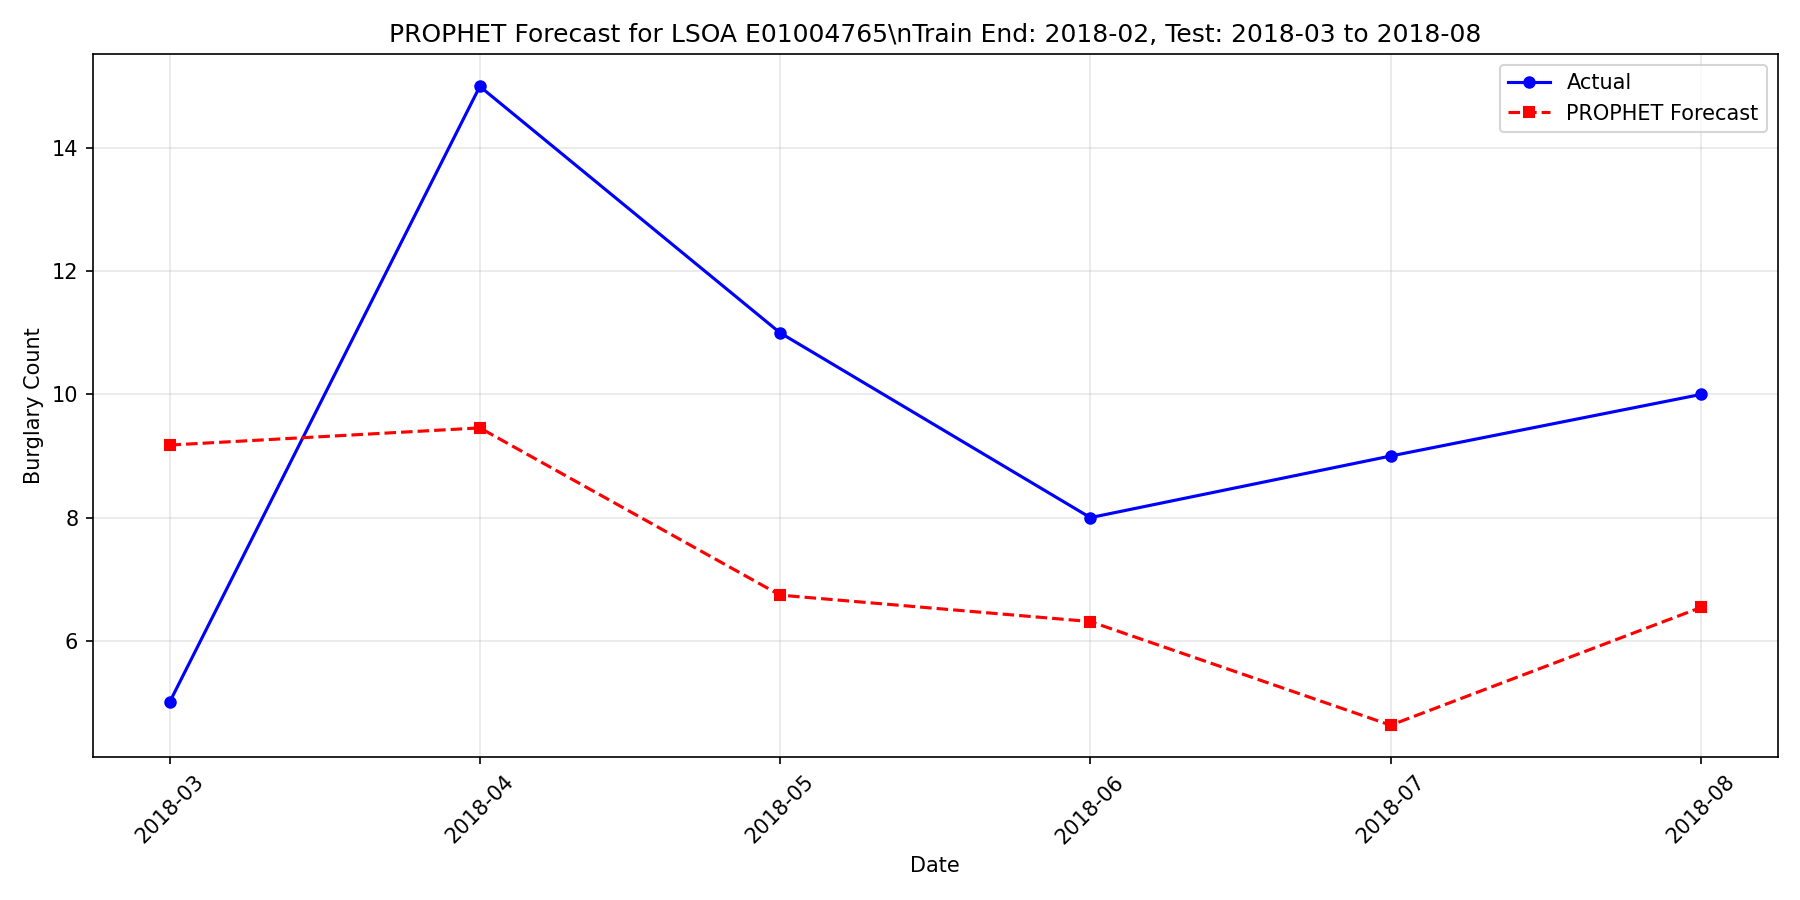 PROPHET Forecast for LSOA E01004765\nTrain End: 2018-02, Test: 2018-03 to 2018-08
Actual
PROPHET Forecast
Burglary Count
14
12
10
8
6
2018-03
2018-04
2018-05
2018-06
2018-07
2018-08
Date